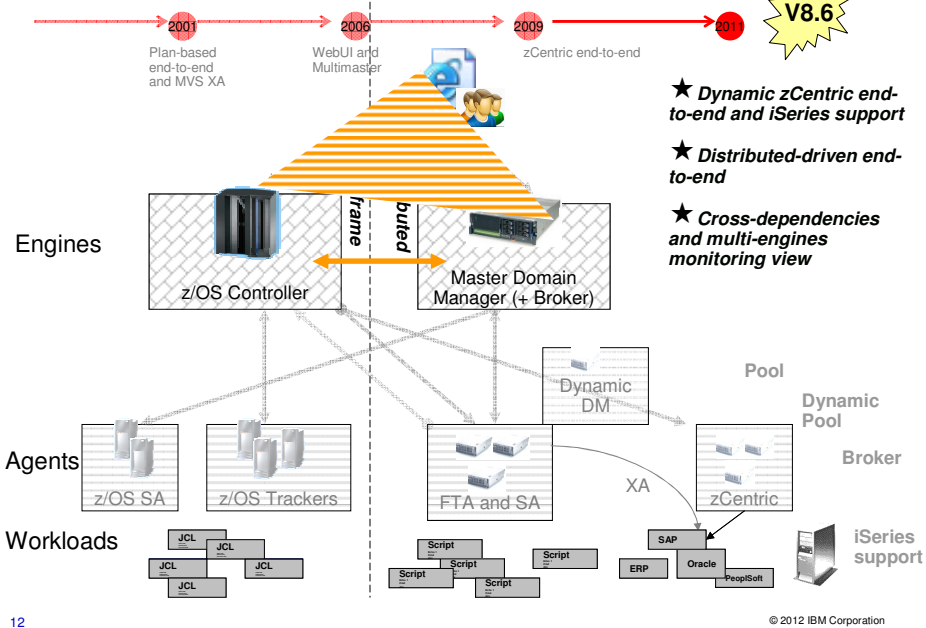 2001
2006
2009
2011
V8.6
Plan-based
end-to-end
and MVS XA
WebUI and
Multimaster
zCentric end-to-end
★ Dynamic zCentric end-
to-end and iSeries support
★ Distributed-driven end-
to-end
★ Cross-dependencies
and multi-engines
monitoring view
Engines
frame
buted
z/OS Controller
Master Domain
Manager (+ Broker)
Dynamic
DM
Pool
Dynamic
Pool
Broker
Agents
z/OS SA
z/OS Trackers
FTA and SA
XA
zCentric
Workloads
JCL
JCL
JCL
JCL
JCL
Script
Script
Script
Script
Script
SAP
ERP
Oracle
PeoplSoft
iSeries
support
12
© 2012 IBM Corporation